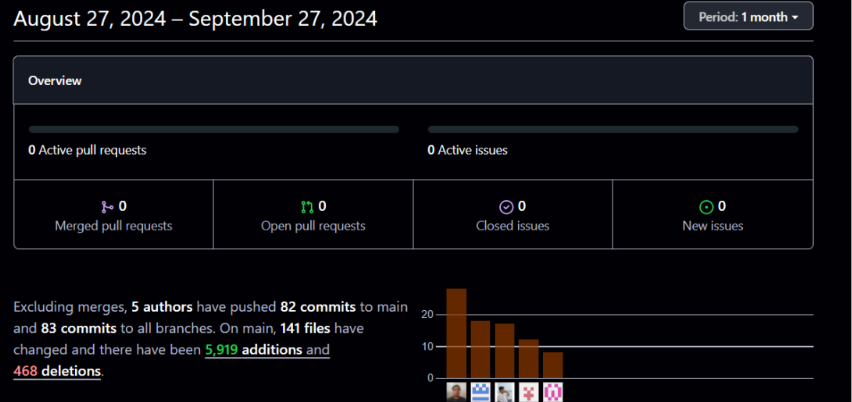 August 27, 2024 – September 27, 2024
Period: 1 month
Overview
0 Active pull requests
0 Active issues
0
Merged pull requests
0
Open pull requests
0
Closed issues
0
New issues
Excluding merges, 5 authors have pushed 82 commits to main
and 83 commits to all branches. On main, 141 files have
changed and there have been 5,919 additions and
468 deletions.
20
10
0